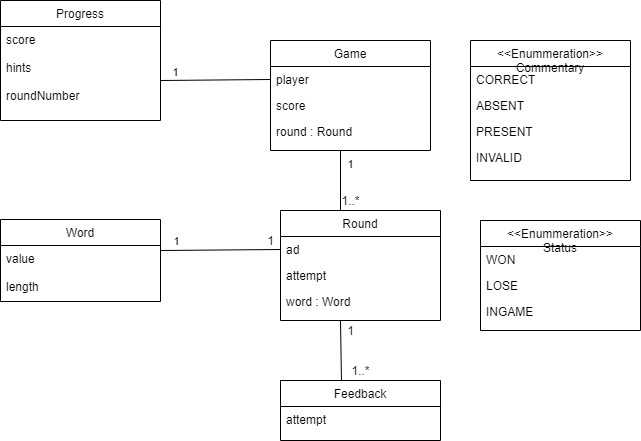 Progress
score
hints
roundNumber
1
Game
player
score
round : Round
<<Enummeration>>
Commentary
CORRECT
ABSENT
PRESENT
INVALID
1
1..*
Word
value
length
1
1
Round
ad
attempt
word : Word
<<Enummeration>>
Status
WON
LOSE
INGAME
1
1..*
Feedback
attempt